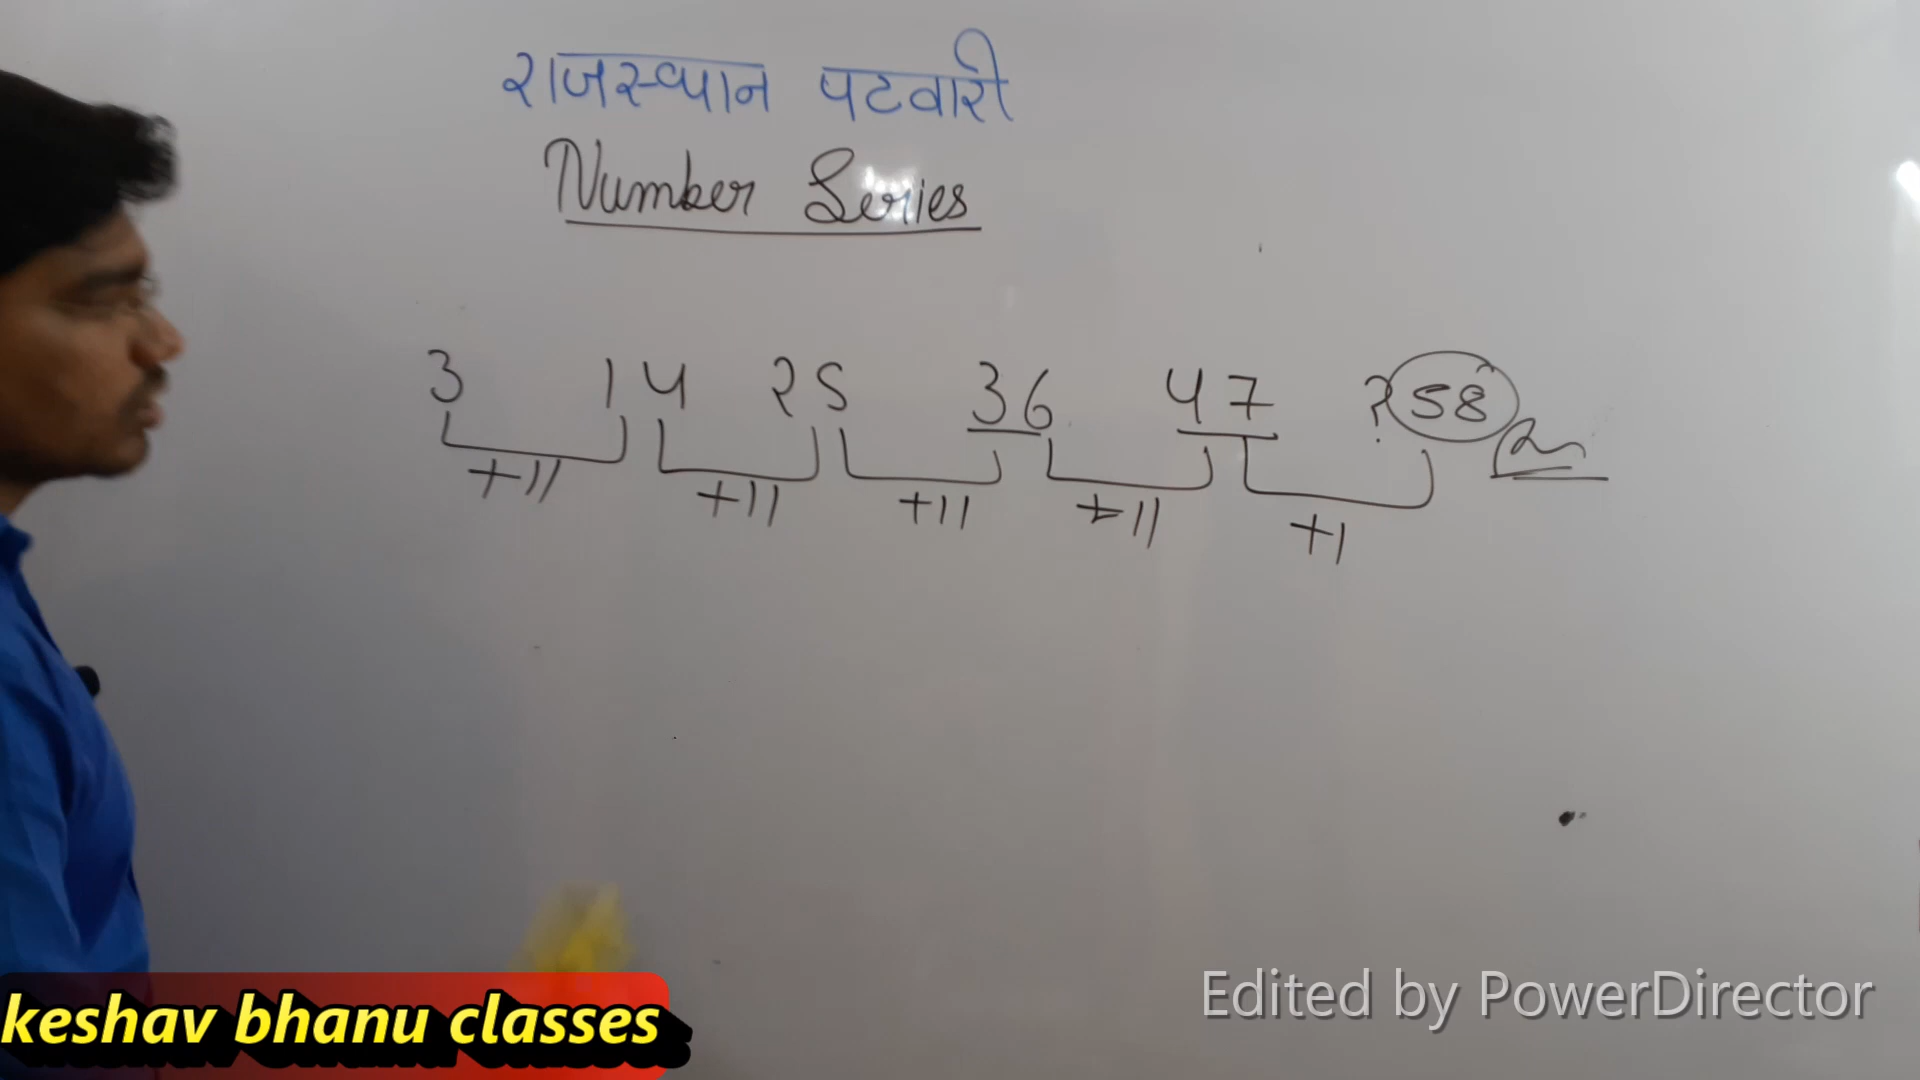 राजस्थान पटवारी
Number Series
3 14 25 36 47 ? 58
+11 +11 +11 +11 +1
keshav bhanu classes
Edited by PowerDirector